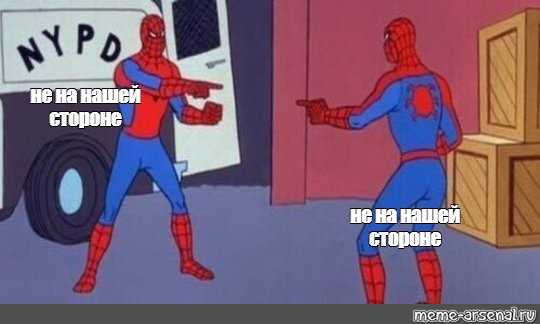 NYPD
не на нашей
стороне
не на нашей
стороне
meme-arsenal.ru